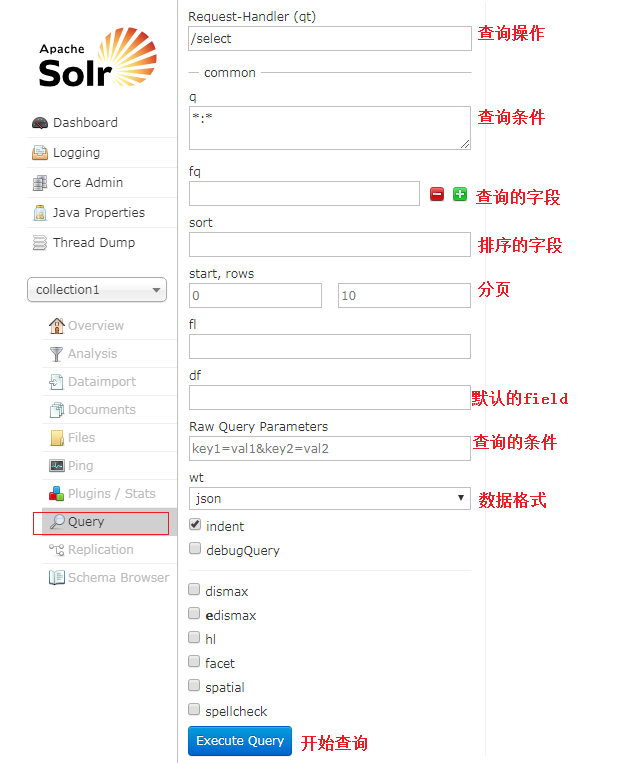 Apache
Solr
Dashboard
Logging
Core Admin
Java Properties
Thread Dump
collection1
Overview
Analysis
Dataimport
Documents
Files
Ping
Plugins / Stats
Query
Replication
Schema Browser
Request-Handler (qt)
/select
查询操作
common
q
*:*
查询条件
fq
查询的字段
sort
排序的字段
start, rows
0
10
分页
fl
df
默认的field
Raw Query Parameters
key1=val1&key2=val2
查询的条件
wt
json
数据格式
indent
debugQuery
dismax
edismax
hl
facet
spatial
spellcheck
Execute Query
开始查询